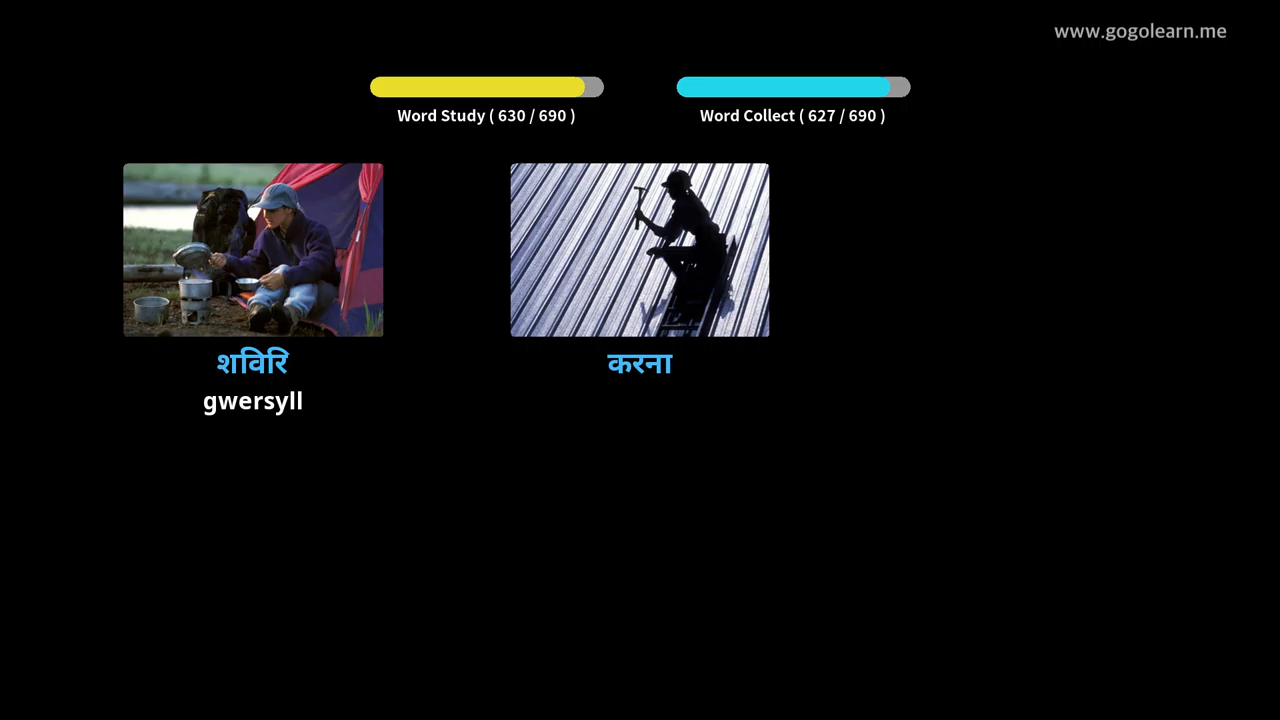 www.gogolearn.me
Word Study ( 630 / 690 )
Word Collect ( 627 / 690 )
शविरि
करना
gwersyll